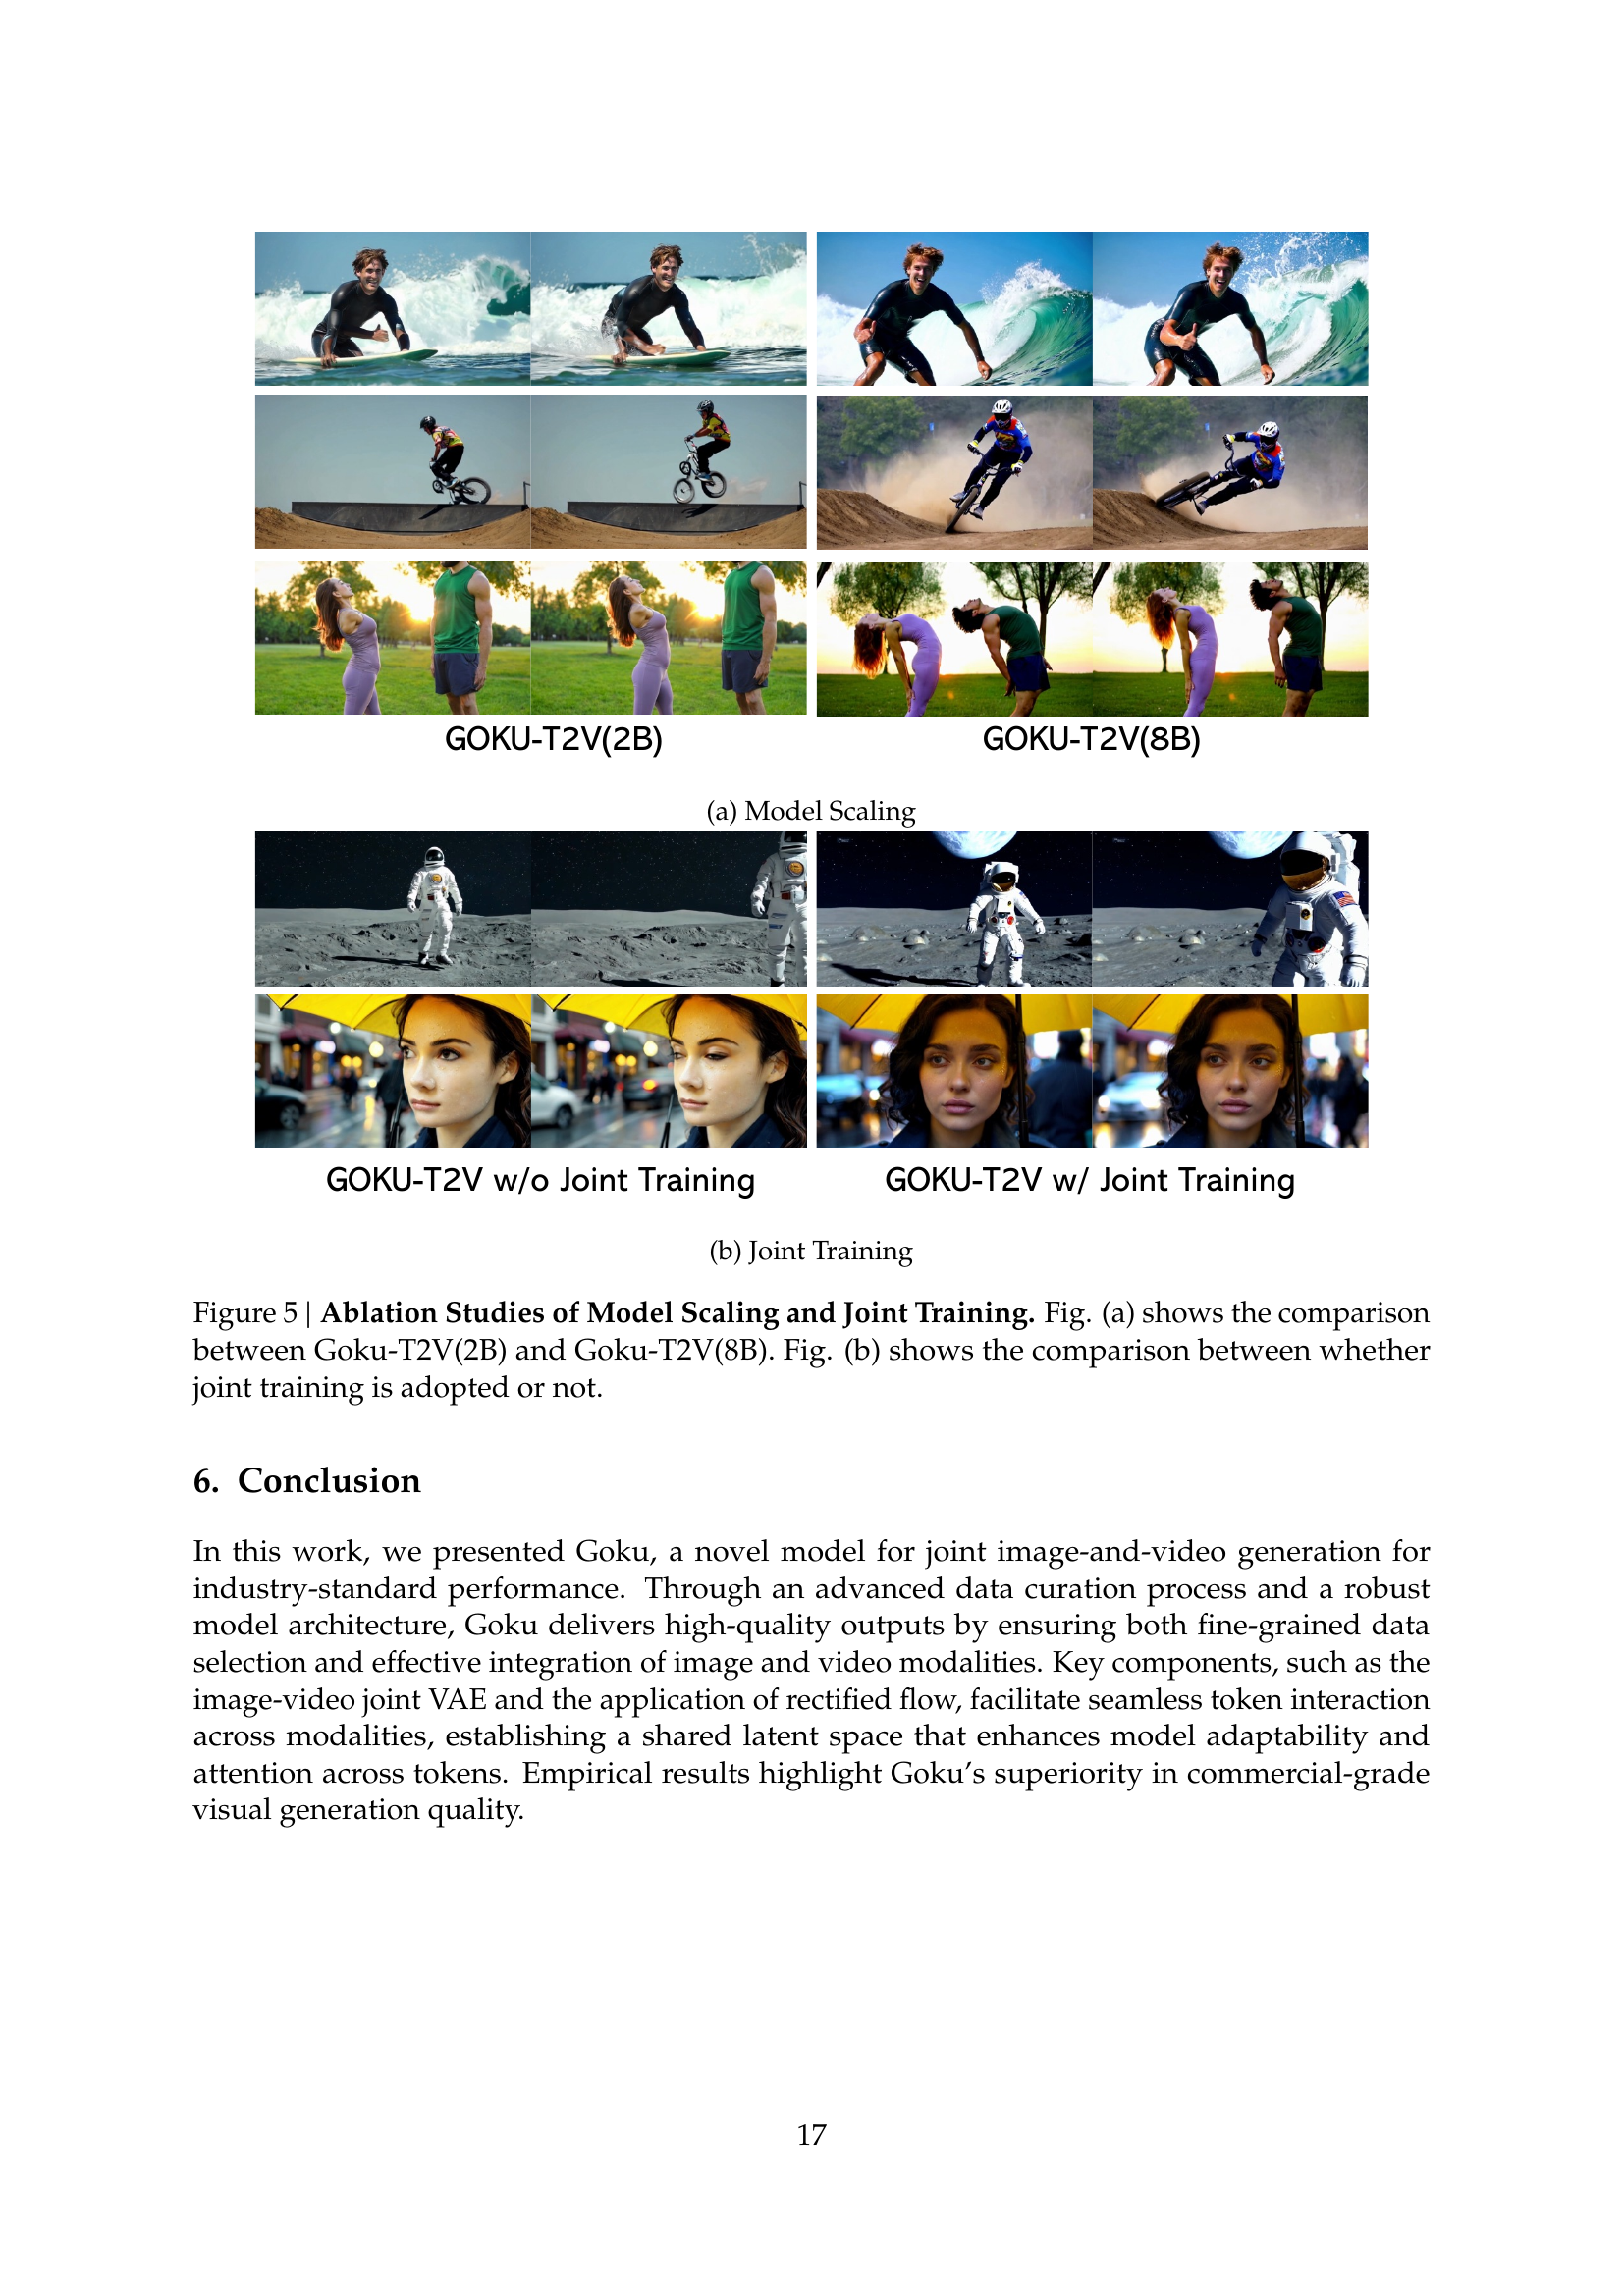 GOKU-T2V(2B)
GOKU-T2V(8B)
(a) Model Scaling
GOKU-T2V w/o Joint Training
GOKU-T2V w/ Joint Training
(b) Joint Training
Figure 5 | Ablation Studies of Model Scaling and Joint Training. Fig. (a) shows the comparison
between Goku-T2V(2B) and Goku-T2V(8B). Fig. (b) shows the comparison between whether
joint training is adopted or not.
6. Conclusion
In this work, we presented Goku, a novel model for joint image-and-video generation for
industry-standard performance. Through an advanced data curation process and a robust
model architecture, Goku delivers high-quality outputs by ensuring both fine-grained data
selection and effective integration of image and video modalities. Key components, such as the
image-video joint VAE and the application of rectified flow, facilitate seamless token interaction
across modalities, establishing a shared latent space that enhances model adaptability and
attention across tokens. Empirical results highlight Goku's superiority in commercial-grade
visual generation quality.
17